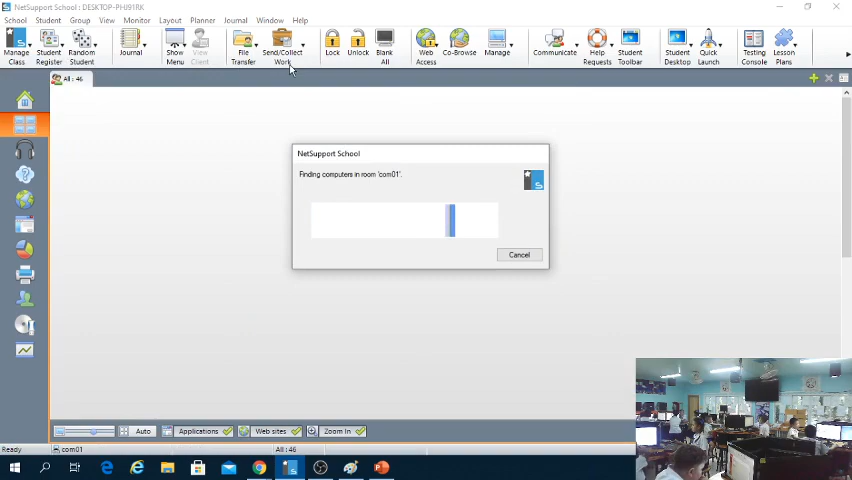 NetSupport School : DESKTOP-PHJ91RK
School Student Group View Monitor Layout Planner Journal Window Help
Manage Class
Student Register
Random Student
Journal
Show Menu
View Client
File Transfer
Send/Collect Work
Lock
Unlock
Blank All
Web Access
Co-Browse
Manage
Communicate
Help Requests
Student Toolbar
Student Desktop
Quick Launch
Testing Console
Lesson Plans
All : 46
NetSupport School
Finding computers in room 'com01'.
Cancel
Auto Applications Web sites Zoom In
Ready com01 All : 46